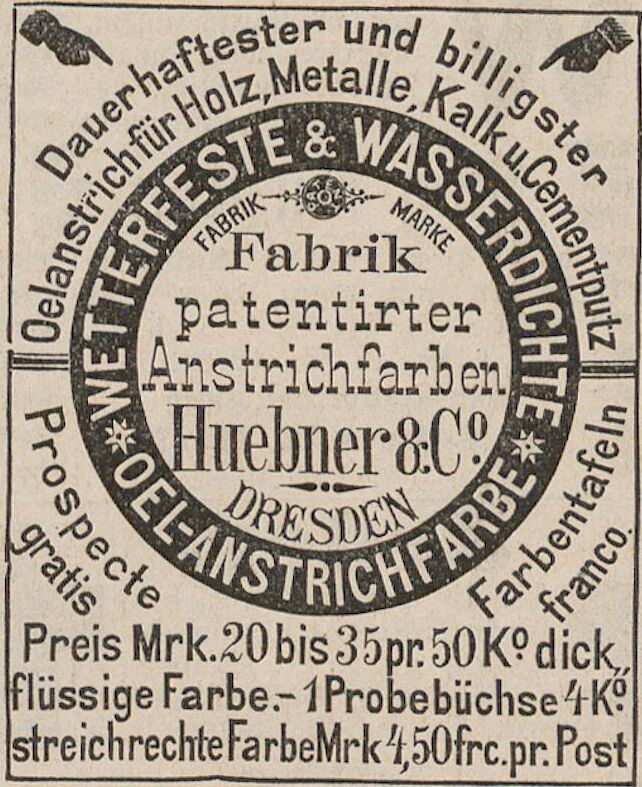 Dauerhaftester und billigster
Oelanstrich für Holz, Metalle, Kalk u. Cementputz.
WETTERFESTE & WASSERDICHTE
OEL-ANSTRICHFARBE
FABRIK MARKE
Fabrik
patentirter
Anstrichfarben
Huebner & Co.
DRESDEN
Prospecte
gratis
Farbentafeln
franco.
Preis Mrk. 20 bis 35 pr. 50 Ko. dick„
flüssige Farbe.- 1 Probebüchse 4 Ko.
streichrechte Farbe Mrk 4,50 frc. pr. Post